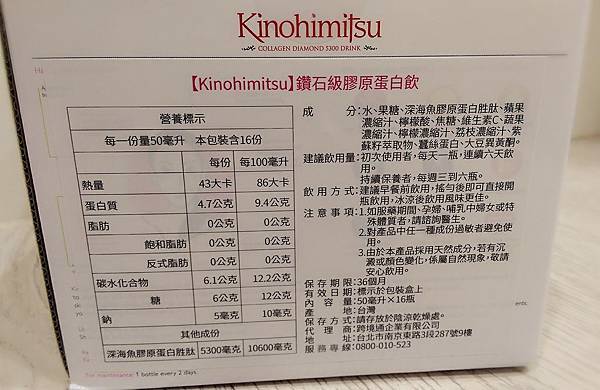 Kinohimitsu
COLLAGEN DIAMOND 5300 DRINK
【Kinohimitsu】鑽石級膠原蛋白飲
營養標示
每一份量50毫升 本包裝含16份
每份 每100毫升
熱量 43大卡 86大卡
蛋白質 4.7公克 9.4公克
脂肪 0公克 0公克
飽和脂肪 0公克 0公克
反式脂肪 0公克 0公克
碳水化合物 6.1公克 12.2公克
糖 6公克 12公克
鈉 5毫克 10毫克
其他成份
深海魚膠原蛋白胜肽 5300毫克 10600毫克
成分:水、果糖、深海魚膠原蛋白胜肽、蘋果
濃縮汁、檸檬酸、焦糖、維生素C、蔬果
濃縮汁、檸檬濃縮汁、荔枝濃縮汁、紫
蘇籽萃取物、蠶絲蛋白、大豆異黃酮。
建議飲用量:初次使用者，每天一瓶，連續六天飲
用。
持續保養者，每週三到六瓶。
飲用方式:建議早餐前飲用，搖勻後即可直接開
瓶飲用，冰涼後飲用風味更佳。
注意事項:1.如服藥期間、孕婦、哺乳中婦女或特
殊體質者，請諮詢醫生。
2.對產品中任一種成份過敏者避免使
用。
3.由於本產品採用天然成分，若有沉
澱或顏色變化，係屬自然現象，敬請
安心飲用。
保存期限:36個月
有效日期:標示於包裝盒上
內容量:50毫升×16瓶
產地:台灣
保存方式:請存放於陰涼乾燥處。
代理商:跨境通企業有限公司
地址:台北市南京東路3段287號9樓
服務專線:0800-010-523
For maintenance: 1 bottle every 2 days.